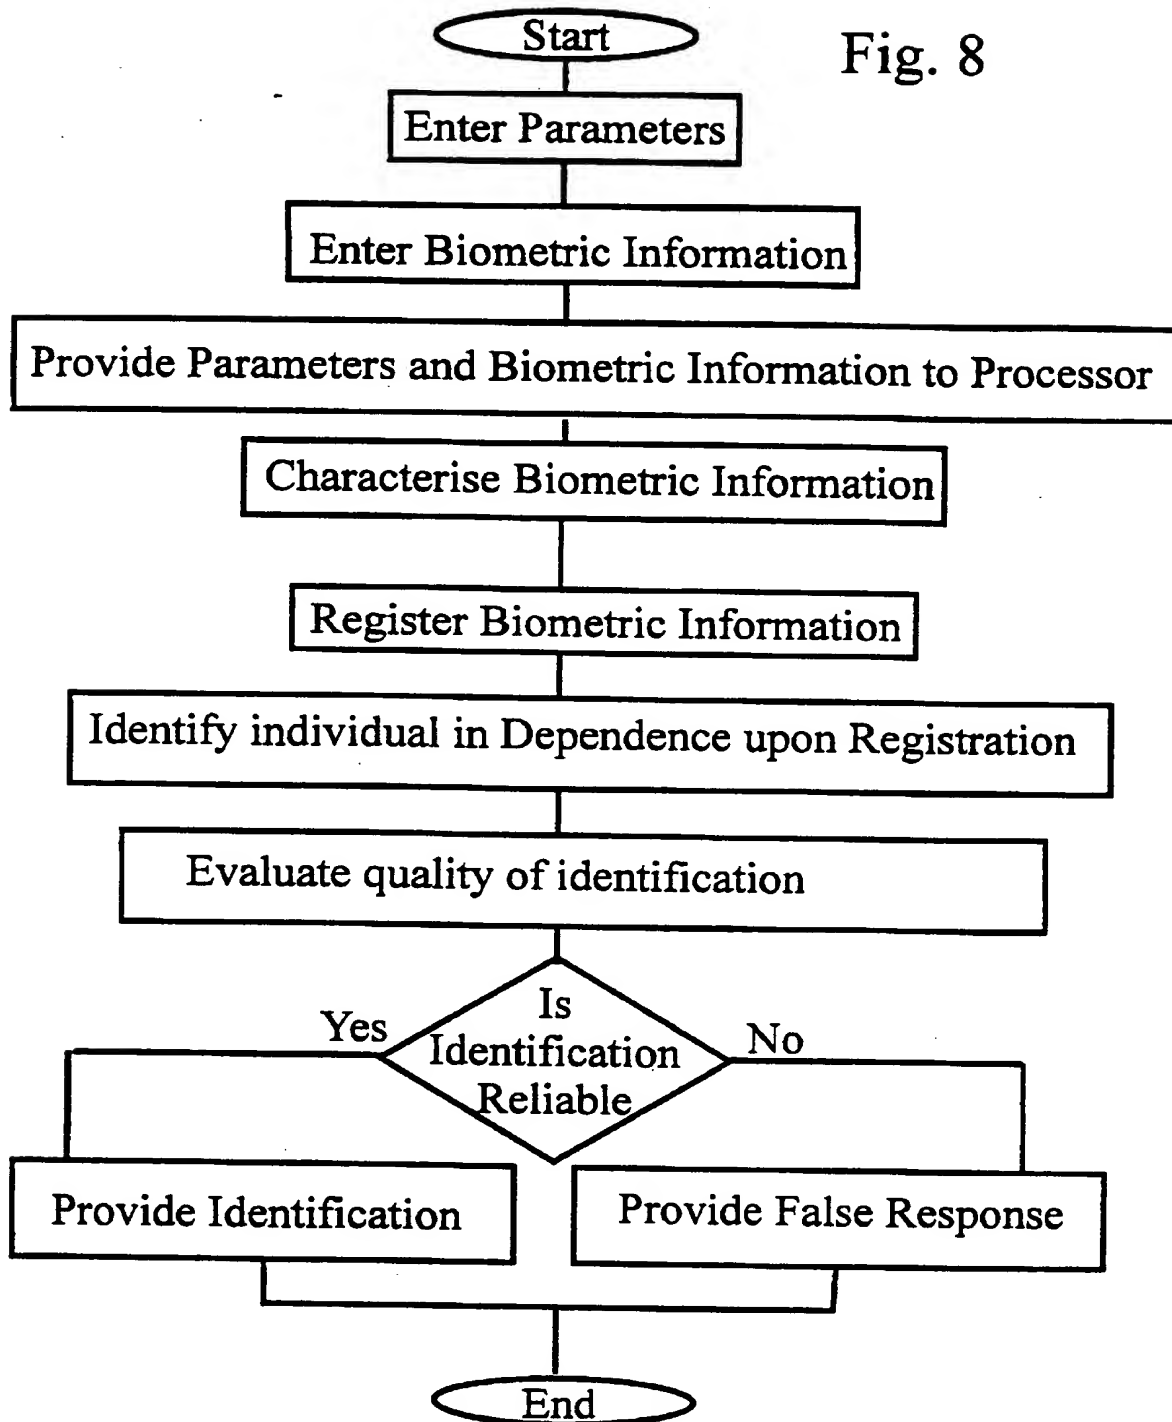 Start
Fig. 8
Enter Parameters
Enter Biometric Information
Provide Parameters and Biometric Information to Processor
Characterise Biometric Information
Register Biometric Information
Identify individual in Dependence upon Registration
Evaluate quality of identification
Is
Identification
Reliable
Yes
No
Provide Identification
Provide False Response
End